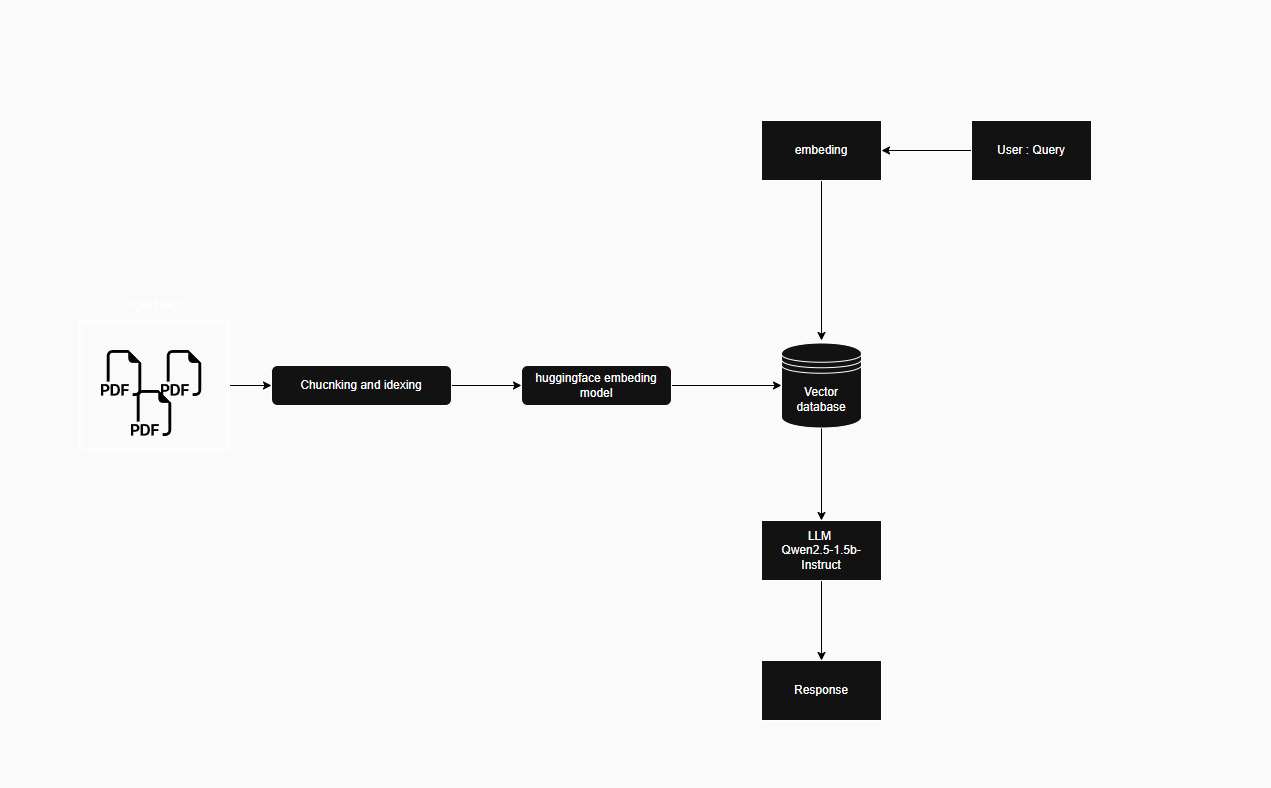 embeding
User : Query
PDF
PDF
PDF
Chucnking and idexing
huggingface embeding
model
Vector
database
LLM
Qwen2.5-1.5b-
Instruct
Response